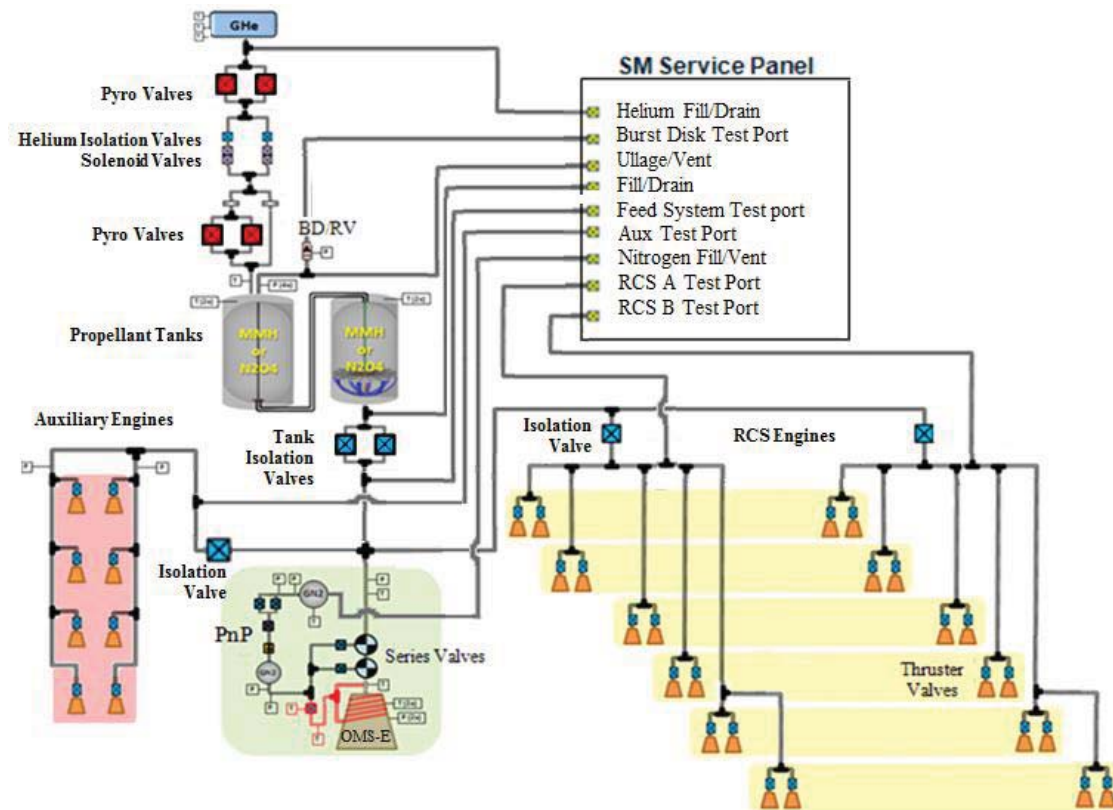 GHe
SM Service Panel
Pyro Valves
Helium Fill/Drain
Burst Disk Test Port
Helium Isolation Valves
Solenoid Valves
Ullage/Vent
Fill/Drain
Feed System Test port
BD/RV
Aux Test Port
Pyro Valves
Nitrogen Fill/Vent
RCS A Test Port
RCS B Test Port
P
T
Propellant Tanks
MMH
or
N2O4
MMH
or
N2O4
Auxiliary Engines
Tank
Isolation
Valves
Isolation
Valve
RCS Engines
P
P
Isolation
Valve
P
T
P
P
GN2
T
PnP
Series Valves
GN2
P
P
T
T
T
OMS-E
Thruster
Valves